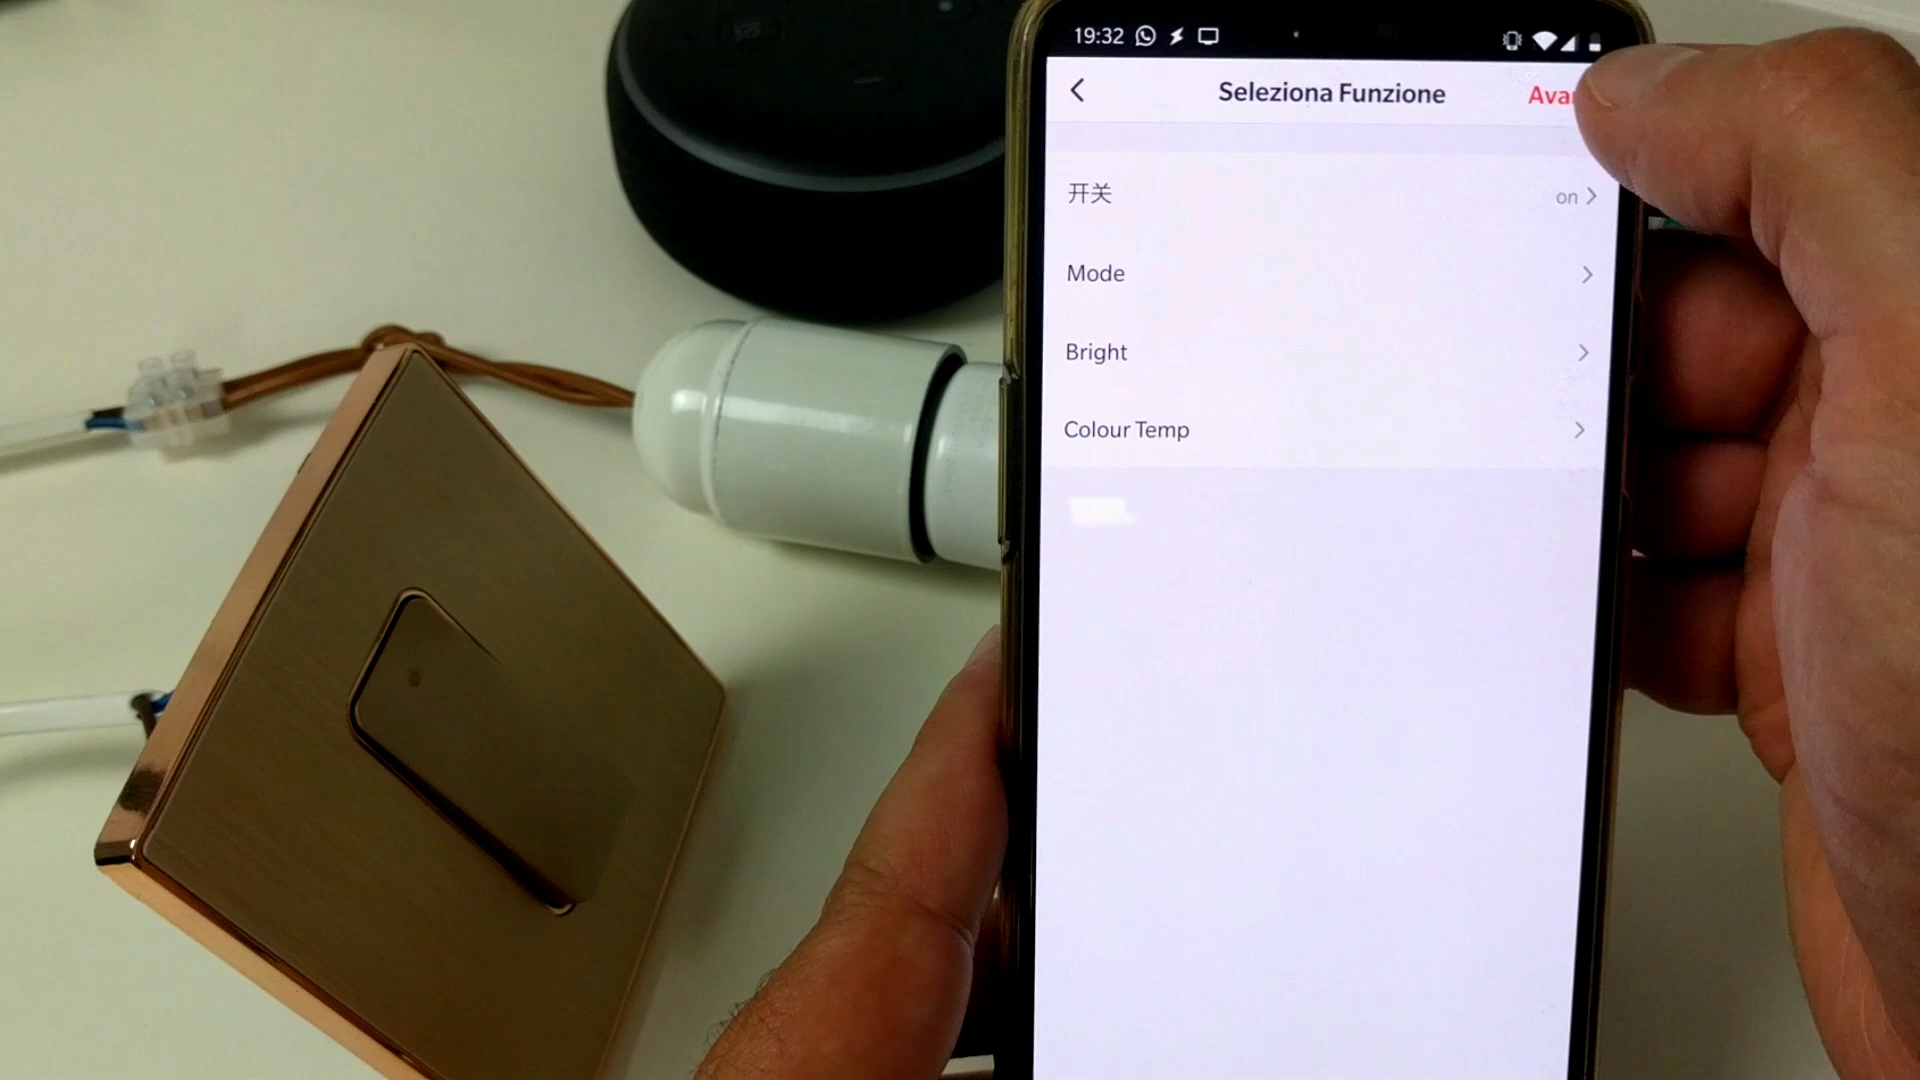 19:32
Seleziona Funzione
开关
on
Mode
Bright
Colour Temp